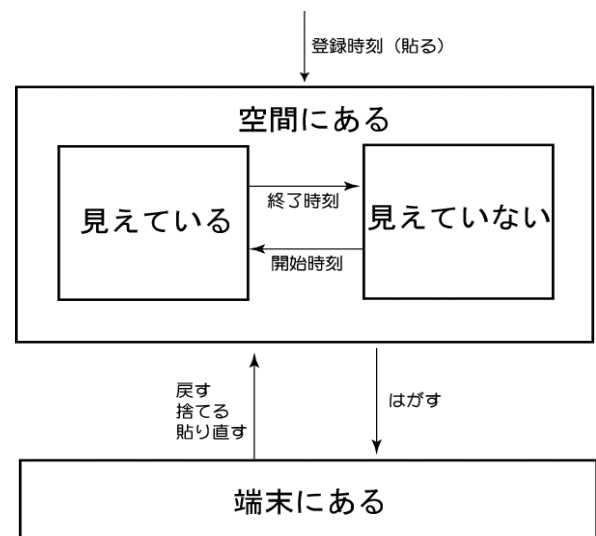 登録時刻（貼る）
空間にある
見えている
終了時刻
見えていない
開始時刻
戻す
捨てる
貼り直す
はがす
端末にある